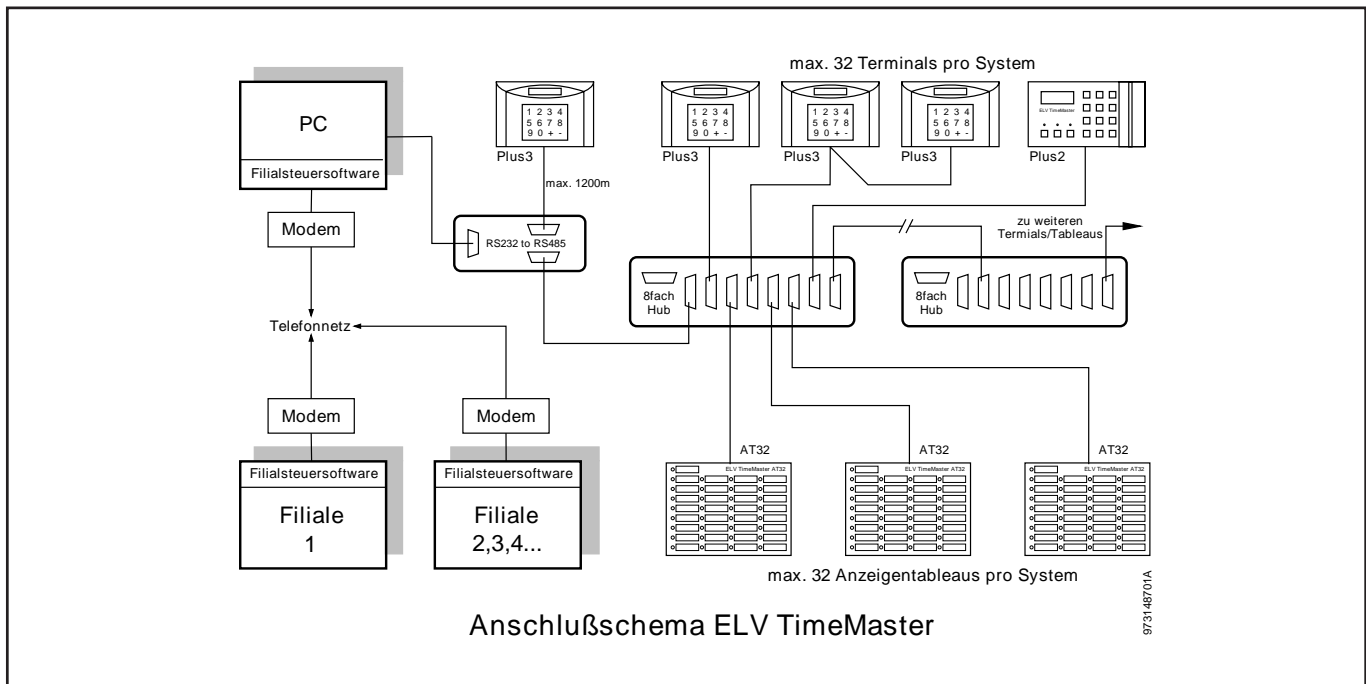 max. 32 Terminals pro System
PC
Filialsteuersoftware
1 2 3 4
5 6 7 8
9 0 + -
Plus3
1 2 3 4
5 6 7 8
9 0 + -
Plus3
1 2 3 4
5 6 7 8
9 0 + -
Plus3
1 2 3 4
5 6 7 8
9 0 + -
Plus3
ELV TimeMaster
Plus2
max. 1200m
Modem
RS232 to RS485
zu weiteren
Termials/Tableaus
8fach
Hub
8fach
Hub
Telefonnetz
Modem
Modem
Filialsteuersoftware
Filiale
1
Filialsteuersoftware
Filiale
2,3,4...
AT32
ELV TimeMaster AT32
AT32
ELV TimeMaster AT32
AT32
ELV TimeMaster AT32
max. 32 Anzeigentableaus pro System
973148701A
Anschlußschema ELV TimeMaster